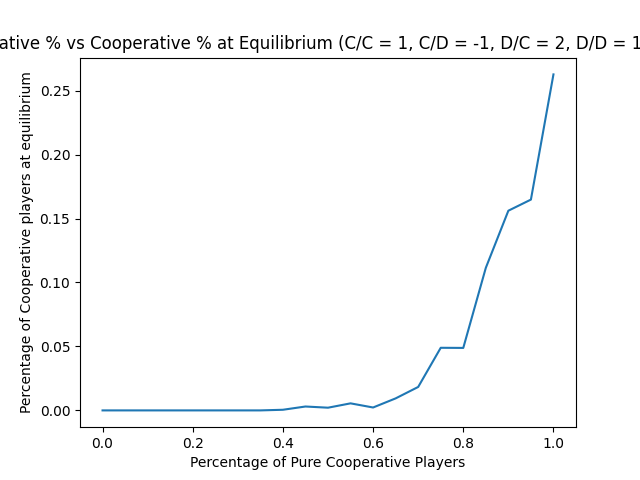 ative % vs Cooperative % at Equilibrium (C/C = 1, C/D = -1, D/C = 2, D/D = 1
Percentage of Cooperative players at equilibrium
0.25
0.20
0.15
0.10
0.05
0.00
0.0 0.2 0.4 0.6 0.8 1.0
Percentage of Pure Cooperative Players